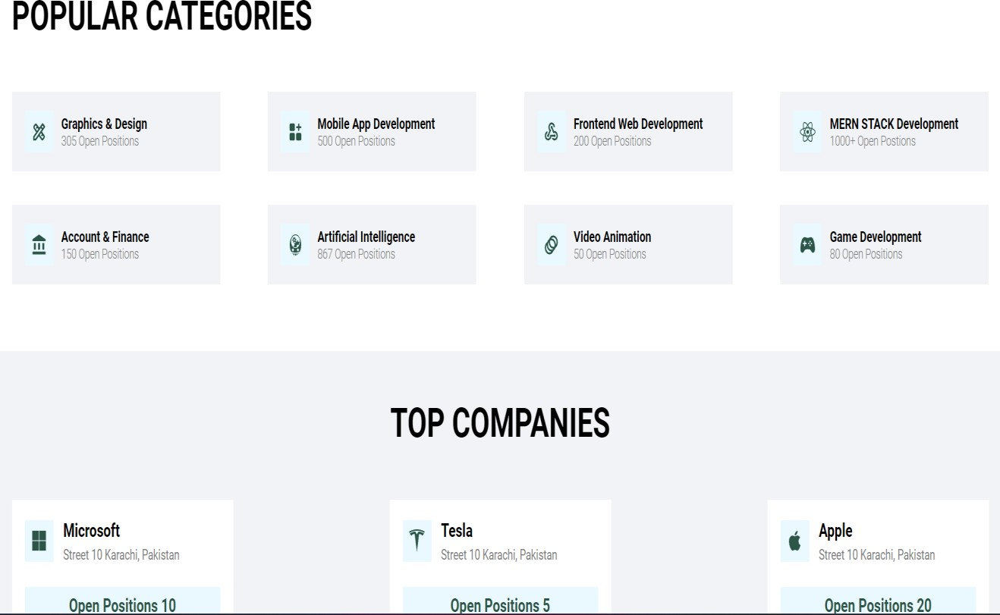 POPULAR CATEGORIES
Graphics & Design
305 Open Positions
Mobile App Development
500 Open Positions
Frontend Web Development
200 Open Positions
MERN STACK Development
1000+ Open Postions
Account & Finance
150 Open Positions
Artificial Intelligence
867 Open Positions
Video Animation
50 Open Positions
Game Development
80 Open Positions
TOP COMPANIES
Microsoft
Street 10 Karachi, Pakistan
Open Positions 10
Tesla
Street 10 Karachi, Pakistan
Open Positions 5
Apple
Street 10 Karachi, Pakistan
Open Positions 20